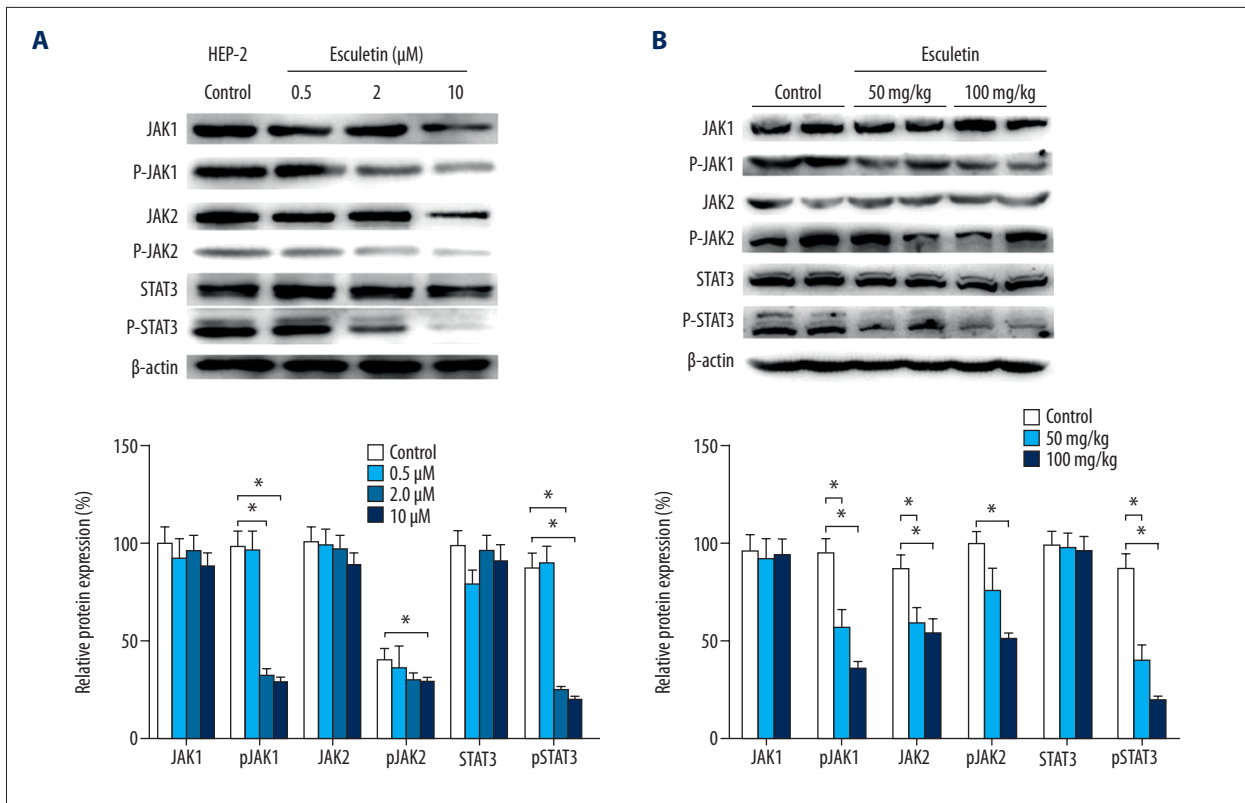 A
HEP-2 Esculetin (µM)
Control 0.5 2 10
JAK1
P-JAK1
JAK2
P-JAK2
STAT3
P-STAT3
β-actin
150
100
50
0
Relative protein expression (%)
Control
0.5 µM
2.0 µM
10 µM
* * * * *
JAK1 pJAK1 JAK2 pJAK2 STAT3 pSTAT3
B
Esculetin
Control 50 mg/kg 100 mg/kg
JAK1
P-JAK1
JAK2
P-JAK2
STAT3
P-STAT3
β-actin
Control
50 mg/kg
100 mg/kg
150
100
50
0
Relative protein expression (%)
* * * * * * *
JAK1 pJAK1 JAK2 pJAK2 STAT3 pSTAT3